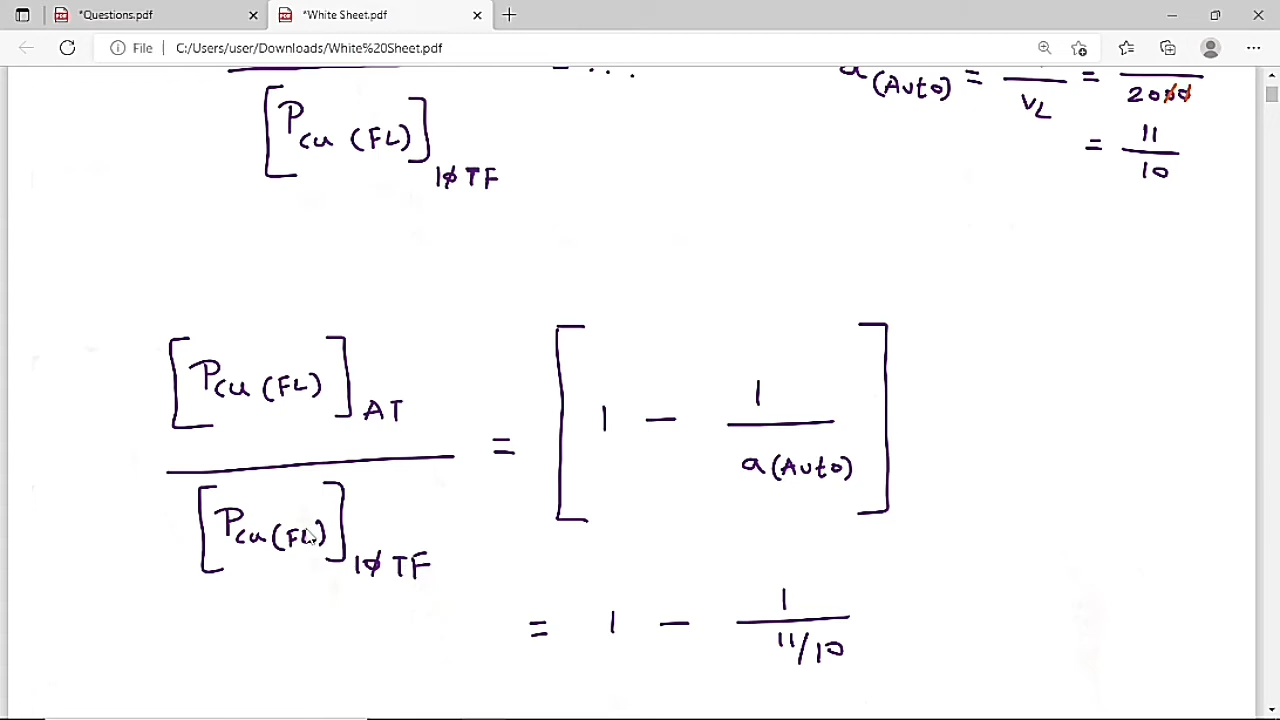 *Questions.pdf
*White Sheet.pdf
File
C:/Users/user/Downloads/White%20Sheet.pdf
= ...
a(Auto) = / VL = / 2000
[Pcu (FL)] 1ϕ TF
= 11/10
[Pcu (FL)] AT / [Pcu (FL)] 1ϕ TF = [1 - 1/a(Auto)]
= 1 - 1/(11/10)